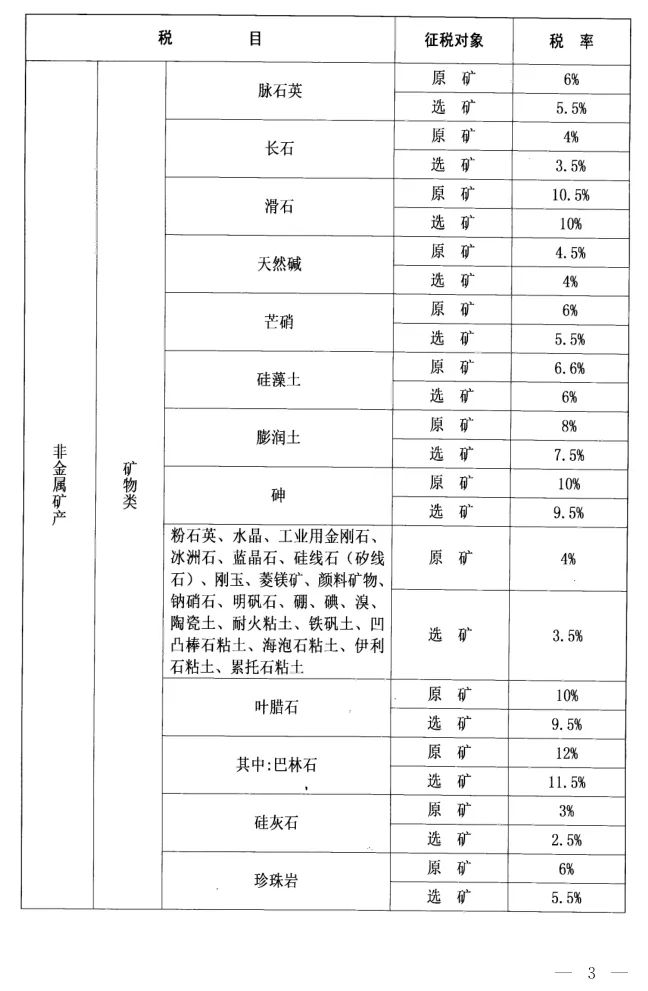 税 目 征税对象 税 率
非金属矿产
矿物类
脉石英
原 矿 6%
选 矿 5.5%
长石
原 矿 4%
选 矿 3.5%
滑石
原 矿 10.5%
选 矿 10%
天然碱
原 矿 4.5%
选 矿 4%
芒硝
原 矿 6%
选 矿 5.5%
硅藻土
原 矿 6.6%
选 矿 6%
膨润土
原 矿 8%
选 矿 7.5%
砷
原 矿 10%
选 矿 9.5%
粉石英、水晶、工业用金刚石、
冰洲石、蓝晶石、硅线石（矽线
石）、刚玉、菱镁矿、颜料矿物、
钠硝石、明矾石、硼、碘、溴、
陶瓷土、耐火粘土、铁矾土、凹
凸棒石粘土、海泡石粘土、伊利
石粘土、累托石粘土
原 矿 4%
选 矿 3.5%
叶腊石
原 矿 10%
选 矿 9.5%
其中:巴林石
原 矿 12%
选 矿 11.5%
硅灰石
原 矿 3%
选 矿 2.5%
珍珠岩
原 矿 6%
选 矿 5.5%
— 3 —